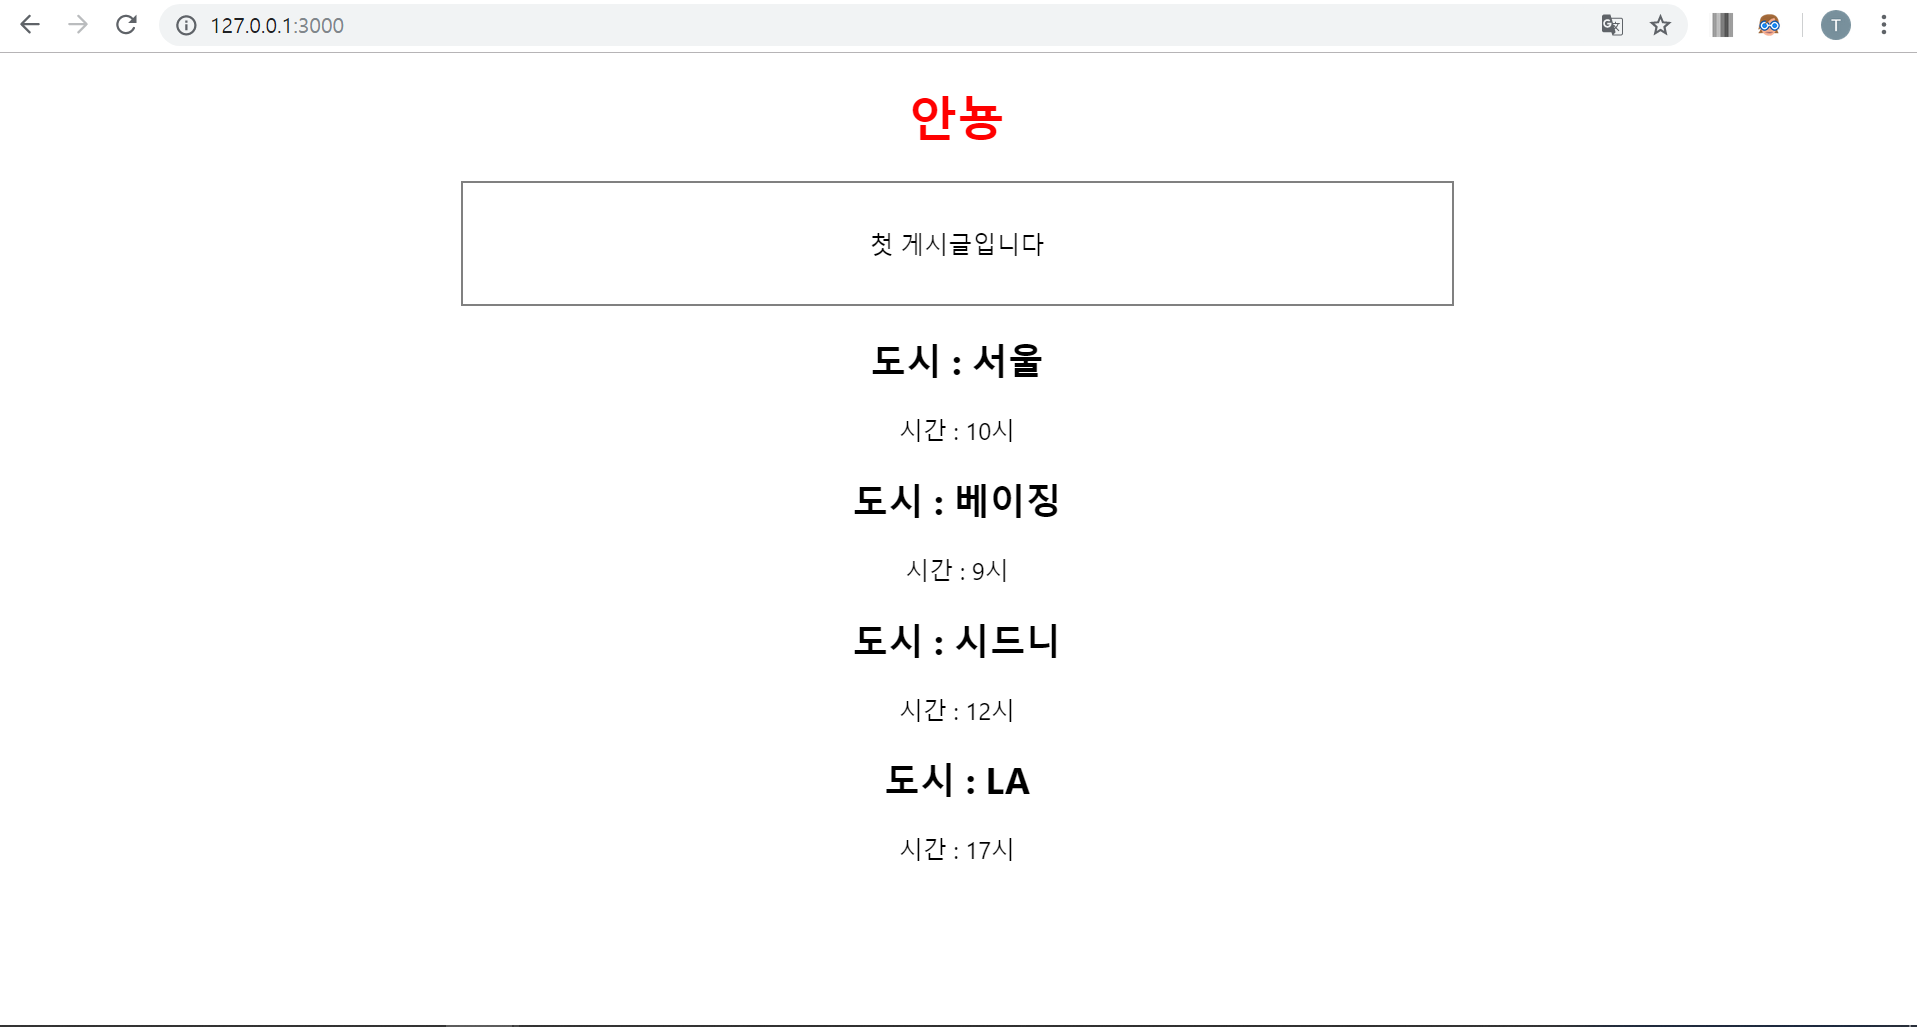 127.0.0.1:3000
T
안뇽
첫 게시글입니다
도시 : 서울
시간 : 10시
도시 : 베이징
시간 : 9시
도시 : 시드니
시간 : 12시
도시 : LA
시간 : 17시